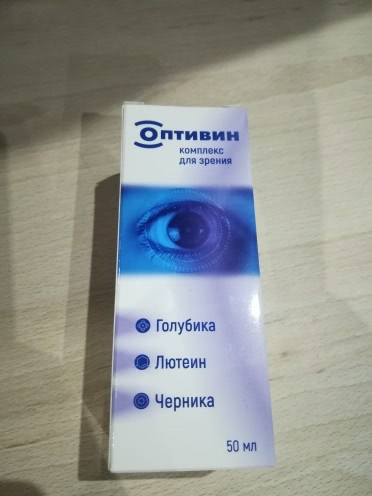 Оптивин
комплекс
для зрения
Голубика
Лютеин
Черника
50 мл